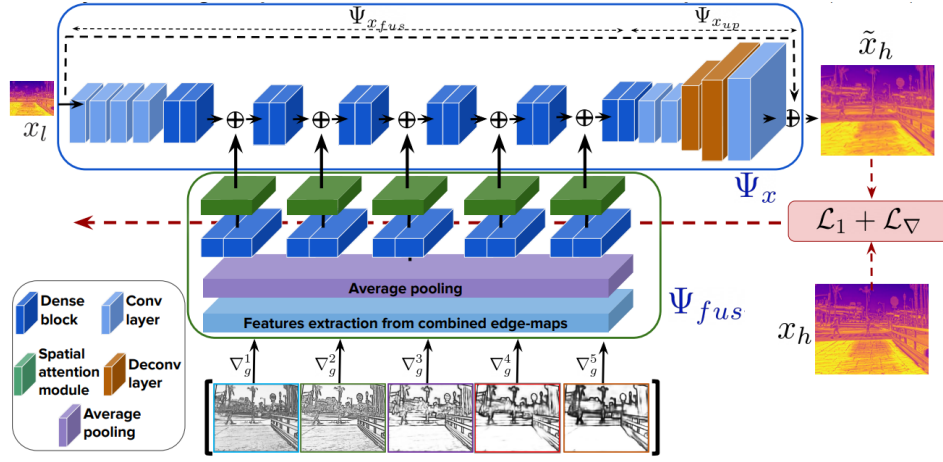 Ψ_{x_{fus}}
Ψ_{x_{up}}
x_l
x̃_h
Ψ_x
ℒ_1 + ℒ_∇
Average pooling
Features extraction from combined edge-maps
Ψ_{fus}
x_h
Dense block
Conv layer
Spatial attention module
Deconv layer
Average pooling
∇_g^1
∇_g^2
∇_g^3
∇_g^4
∇_g^5